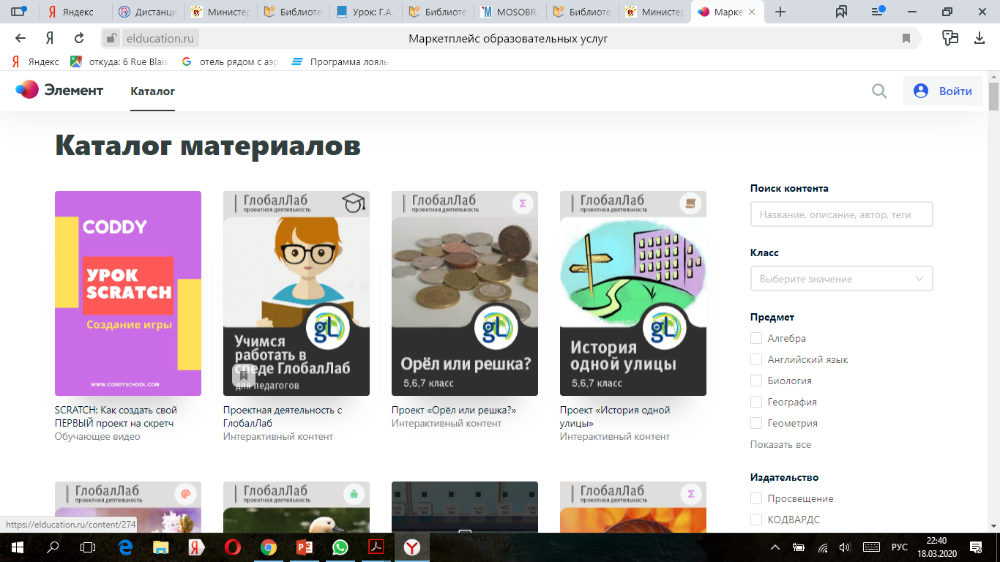 Яндекс
Дистанци
Министер
Библиоте
Урок: Г.А.
Библиоте
MOSOBR.
Библиоте
Министер
Маркет
elducation.ru
Маркетплейс образовательных услуг
Яндекс
откуда: 6 Rue Blais
отель рядом с аэр
Программа лояль
Элемент
Каталог
Войти
Каталог материалов
CODDY
УРОК
SCRATCH
Создание игры
WWW.CODDYSCHOOL.COM
SCRATCH: Как создать свой
ПЕРВЫЙ проект на скретч
Обучающее видео
ГлобалЛаб
проектная деятельность
gL
Учимся
работать в
среде ГлобалЛаб
для педагогов
Проектная деятельность с
ГлобалЛаб
Интерактивный контент
ГлобалЛаб
проектная деятельность
Σ
gL
Орёл или решка?
5,6,7 класс
Проект «Орёл или решка?»
Интерактивный контент
ГлобалЛаб
проектная деятельность
gL
История
одной улицы
5,6,7 класс
Проект «История одной
улицы»
Интерактивный контент
Поиск контента
Название, описание, автор, теги
Класс
Выберите значение
Предмет
Алгебра
Английский язык
Биология
География
Геометрия
Показать все
Издательство
Просвещение
КОДВАРДС
ГлобалЛаб
проектная деятельность
ГлобалЛаб
проектная деятельность
ГлобалЛаб
проектная деятельность
Σ
https://elducation.ru/content/274
РУС
22:40
18.03.2020